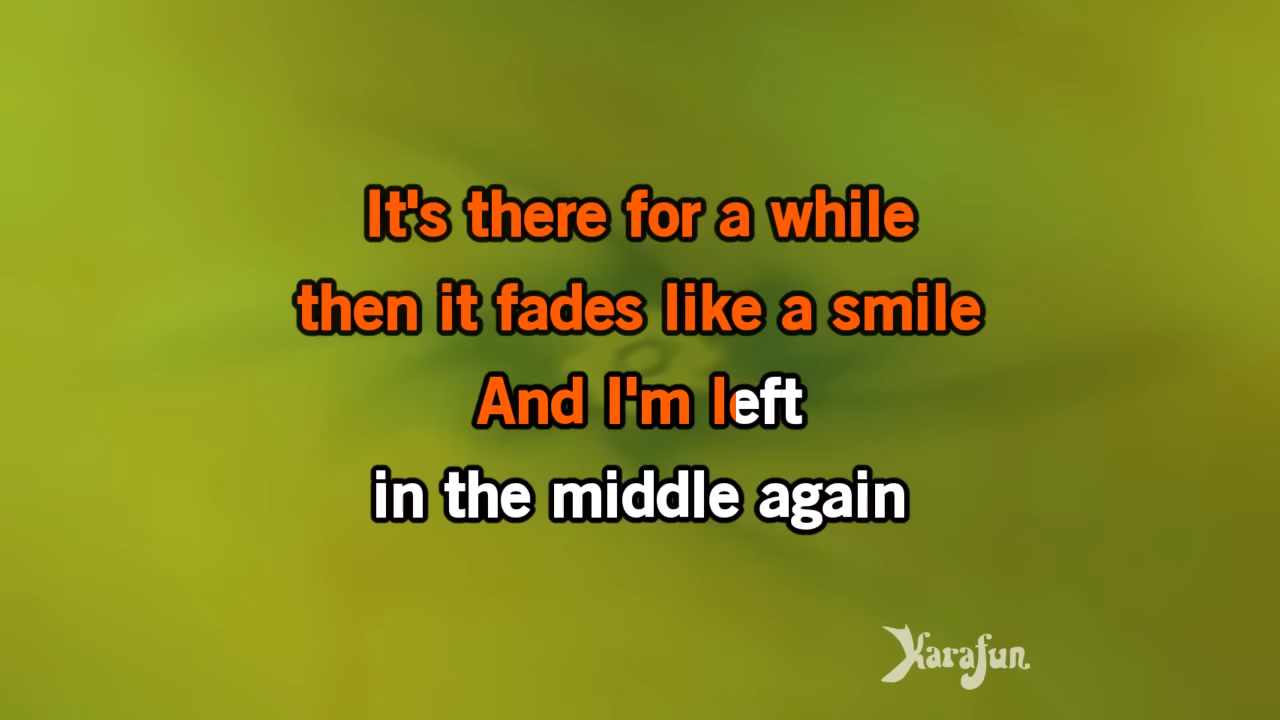 It's there for a while
then it fades like a smile
And I'm left
in the middle again
Karafun